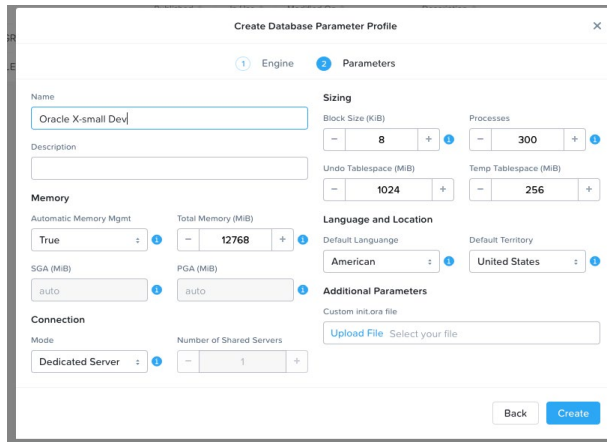 Create Database Parameter Profile
1 Engine 2 Parameters
Name
Oracle X-small Dev
Description
Memory
Automatic Memory Mgmt Total Memory (MiB)
True - 12768 +
SGA (MiB) PGA (MiB)
auto auto
Connection
Mode Number of Shared Servers
Dedicated Server - 1 +
Sizing
Block Size (KiB) Processes
- 8 + - 300 +
Undo Tablespace (MiB) Temp Tablespace (MiB)
- 1024 + - 256 +
Language and Location
Default Languange Default Territory
American United States
Additional Parameters
Custom init.ora file
Upload File Select your file
Back Create